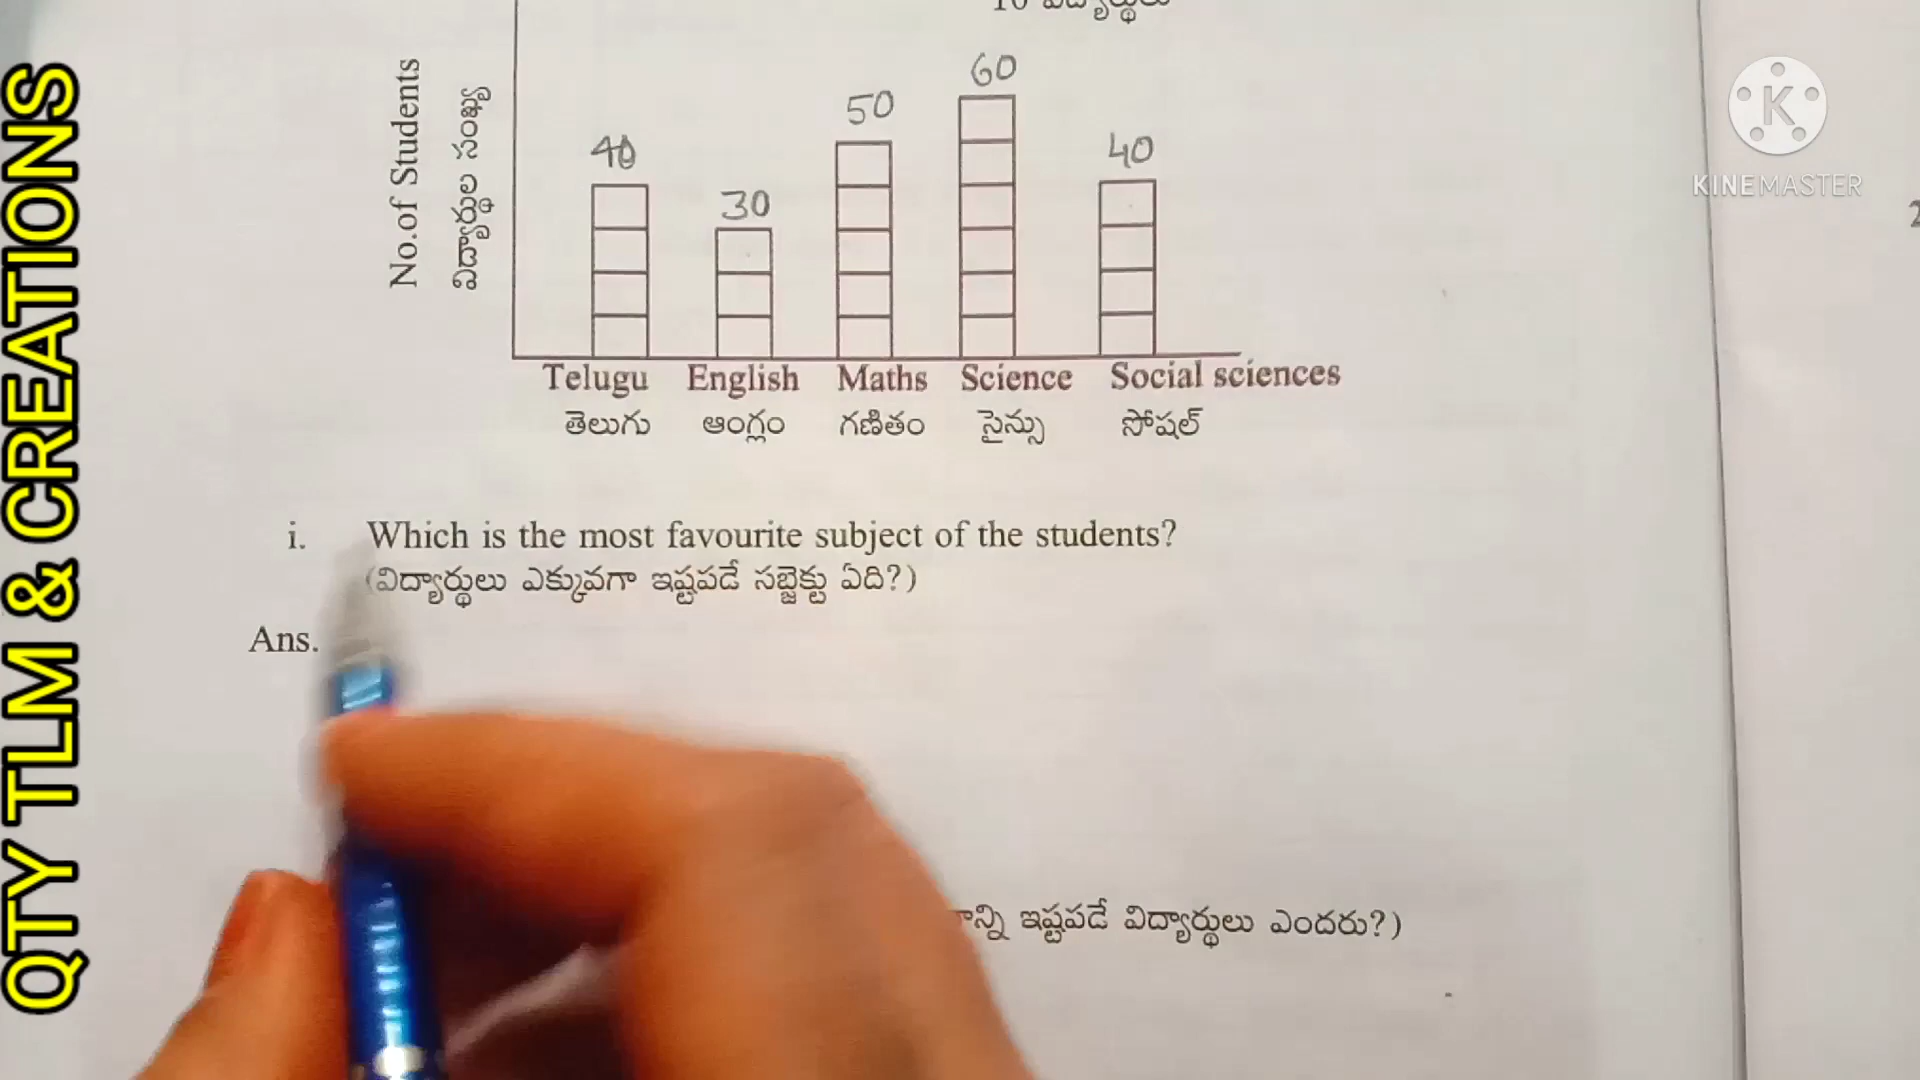 10 విద్యార్థులు
60
50
40
40
30
No.of Students
విద్యార్థుల సంఖ్య
Telugu English Maths Science Social sciences
తెలుగు ఆంగ్లం గణితం సైన్సు సోషల్
i. Which is the most favourite subject of the students?
(విద్యార్థులు ఎక్కువగా ఇష్టపడే సబ్జెక్టు ఏది?)
Ans.
ఇష్టపడే విద్యార్థులు ఎందరు?)
QTY TLM & CREATIONS
K
KINEMASTER
2